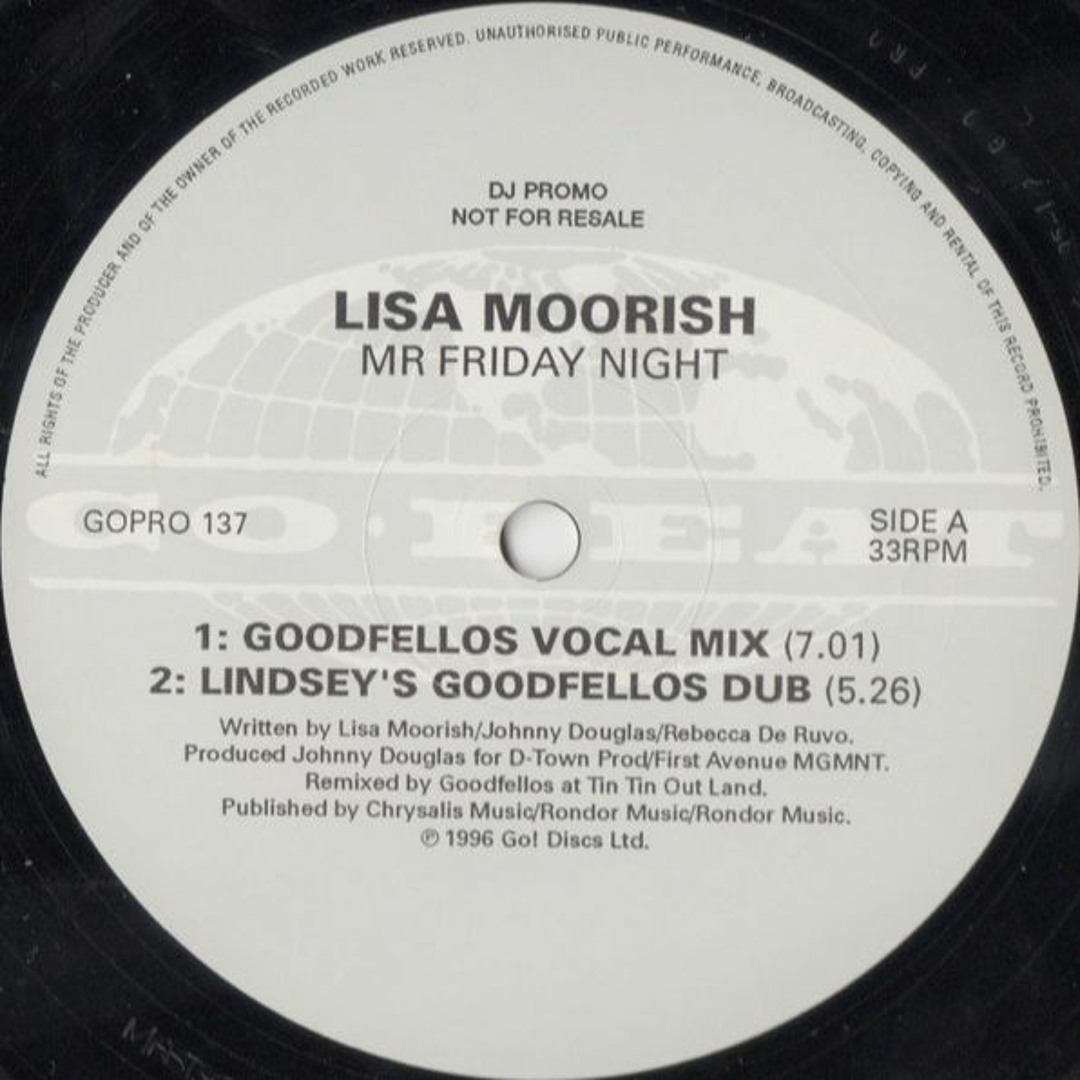 ALL RIGHTS OF THE PRODUCER AND OF THE OWNER OF THE RECORDED WORK RESERVED. UNAUTHORISED PUBLIC PERFORMANCE, BROADCASTING, COPYING AND RENTAL OF THIS RECORD PROHIBITED.
DJ PROMO
NOT FOR RESALE
LISA MOORISH
MR FRIDAY NIGHT
GO · BEAT
GOPRO 137
SIDE A
33RPM
1: GOODFELLOS VOCAL MIX (7.01)
2: LINDSEY'S GOODFELLOS DUB (5.26)
Written by Lisa Moorish/Johnny Douglas/Rebecca De Ruvo.
Produced Johnny Douglas for D-Town Prod/First Avenue MGMNT.
Remixed by Goodfellos at Tin Tin Out Land.
Published by Chrysalis Music/Rondor Music/Rondor Music.
℗ 1996 Go! Discs Ltd.